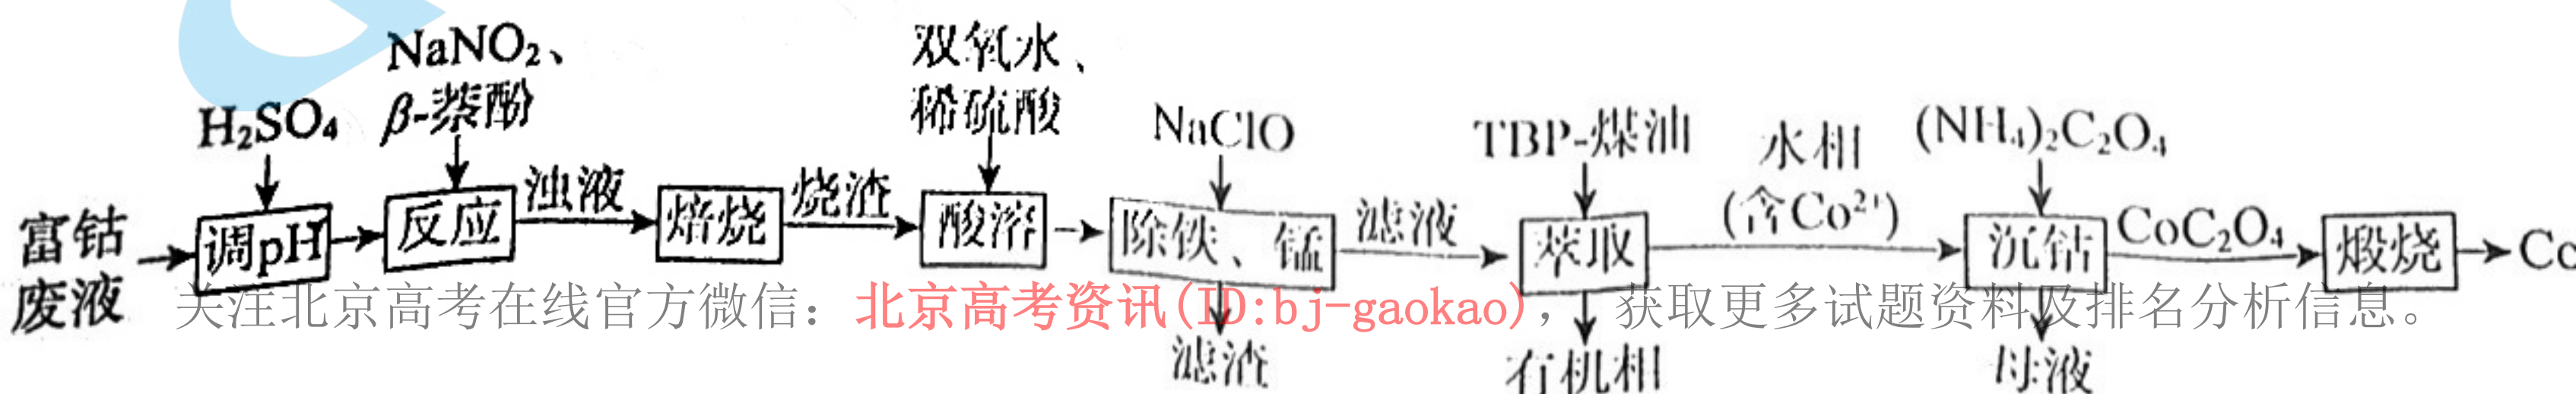 NaNO₂、
β-萘酚
H₂SO₄
双氧水、
稀硫酸
NaClO
TBP-煤油
水相
(含Co²⁺)
(NH₄)₂C₂O₄
富钴
废液
调pH
反应
浊液
焙烧
烧渣
酸溶
除铁、锰
滤液
萃取
沉钴
CoC₂O₄
煅烧
Co
关注北京高考在线官方微信：北京高考资讯(ID:bj-gaokao)， 获取更多试题资料及排名分析信息。
滤渣
有机相
母液